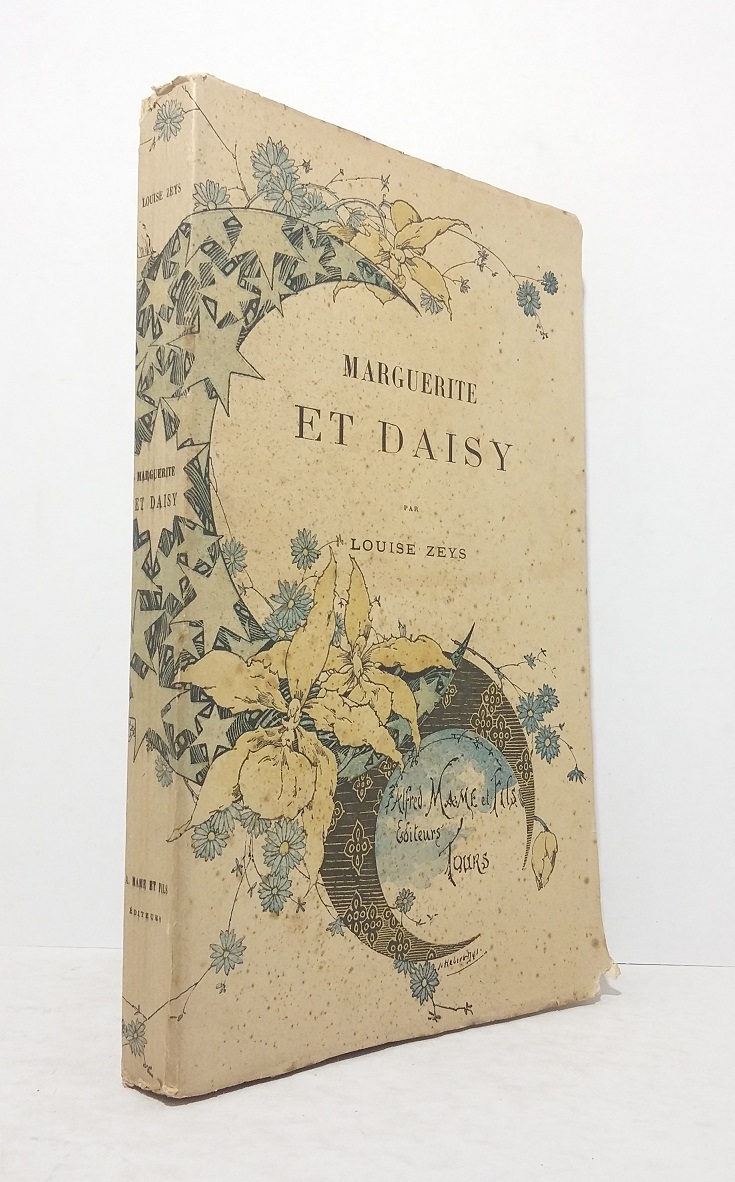 LOUISE ZEYS
MARGUERITE
ET DAISY
A. MAME ET FILS
ÉDITEURS
MARGUERITE
ET DAISY
PAR
LOUISE ZEYS
Alfred MAME et FILS
Editeurs
TOURS